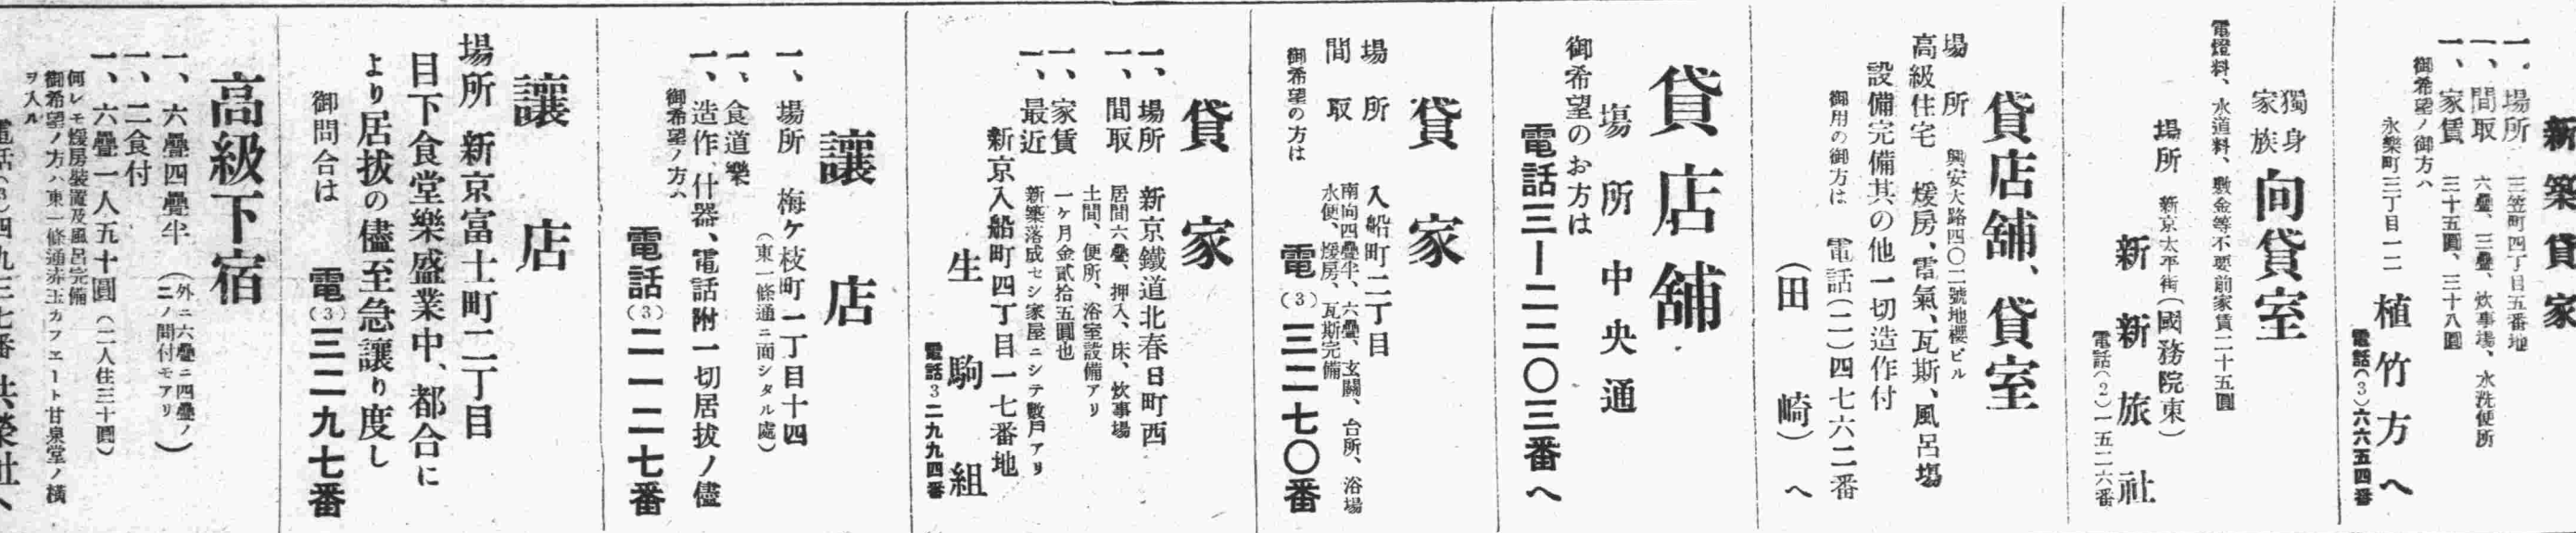 新築貸家
一、場所 三笠町四丁目五番地
一、間取 六疊、三疊、炊事場、水洗便所
一、家賃 三十五圓、三十八圓
御希望ノ御方ハ
永樂町三丁目一二 植竹方へ
電話(3)六六五四番
獨身
家族
向貸室
電燈料、水道料、敷金等不要前家賃二十五圓
場所 新京太平街(國務院東)
新新旅社
電話(2)一五二六番
貸店舗、貸室
場所 興安大路四〇二號地櫻ビル
高級住宅 煖房、電氣、瓦斯、風呂塲
設備完備其の他一切造作付
御用の御方は 電話(二)四七六二番
(田崎)へ
貸店舗
塲所 中央通
御希望のお方は
電話三ー二二〇三番へ
貸家
場所 入船町二丁目
間取 南向四疊半、六疊、玄關、台所、浴場
水便、煖房、瓦斯完備
御希望の方は 電(3)三二七〇番
貸家
一、場所 新京鐵道北春日町西
一、間取 居間六疊、押入、床、炊事場
土間、便所、浴室設備アリ
一、家賃 一ヶ月金貳拾五圓也
一、最近 新築落成セシ家屋ニシテ數戶アリ
新京入船町四丁目一七番地
生駒組
電話3二九九四番
讓店
一、場所 梅ケ枝町二丁目十四
(東一條通ニ面シタル處)
一、食道樂
一、造作、什器、電話附一切居抜ノ儘
御希望ノ方ハ
電話(3)二一二七番
讓店
場所 新京富士町二丁目
目下食堂樂盛業中、都合に
より居抜の儘至急讓り度し
御問合は 電(3)三二九七番
高級下宿
一、六疊四疊半 (外ニ六疊ニ四疊ノ
二ノ間付モアリ)
一、二食付
一、六疊一人五十圓(二人住三十圓)
何レモ煖房裝置及風呂完備
御希望ノ方ハ東一條通赤玉カフエート甘泉堂ノ横
ヲ入ル